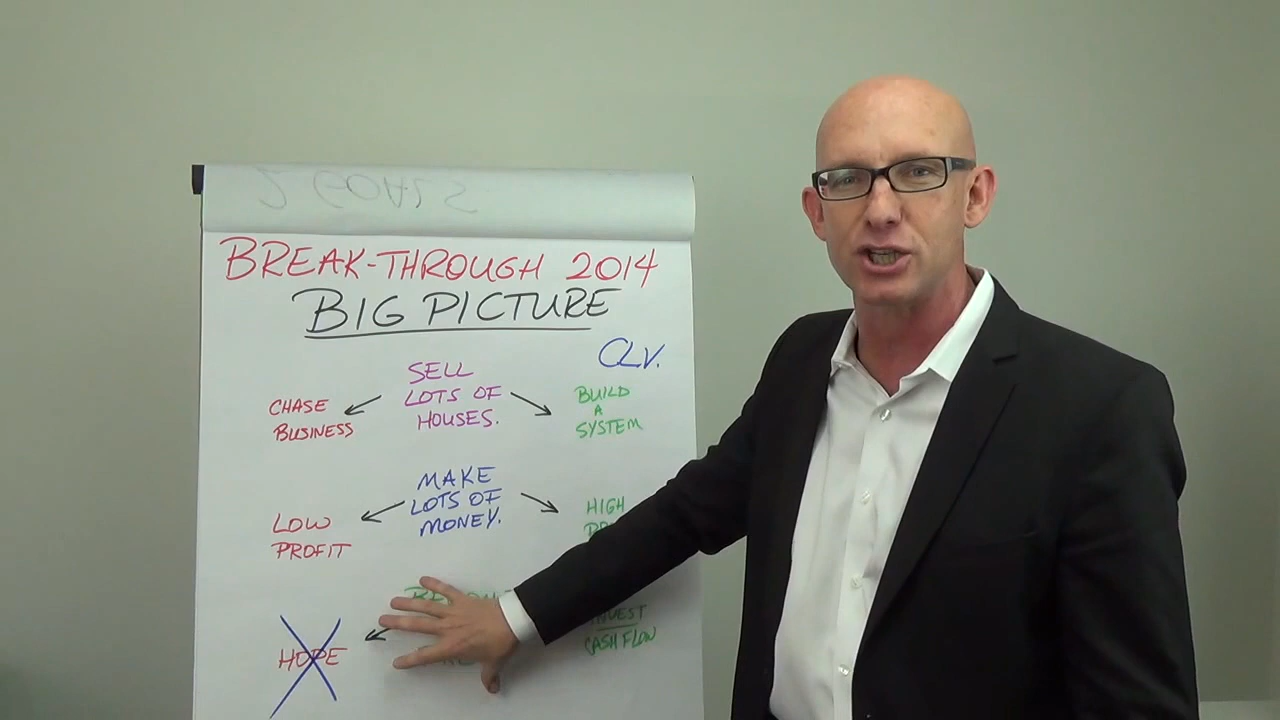 BREAK-THROUGH 2014
BIG PICTURE
CLV.
SELL
LOTS OF
HOUSES.
CHASE
BUSINESS
BUILD
A
SYSTEM
MAKE
LOTS OF
MONEY.
LOW
PROFIT
HIGH
HOPE
INVEST
CASH FLOW